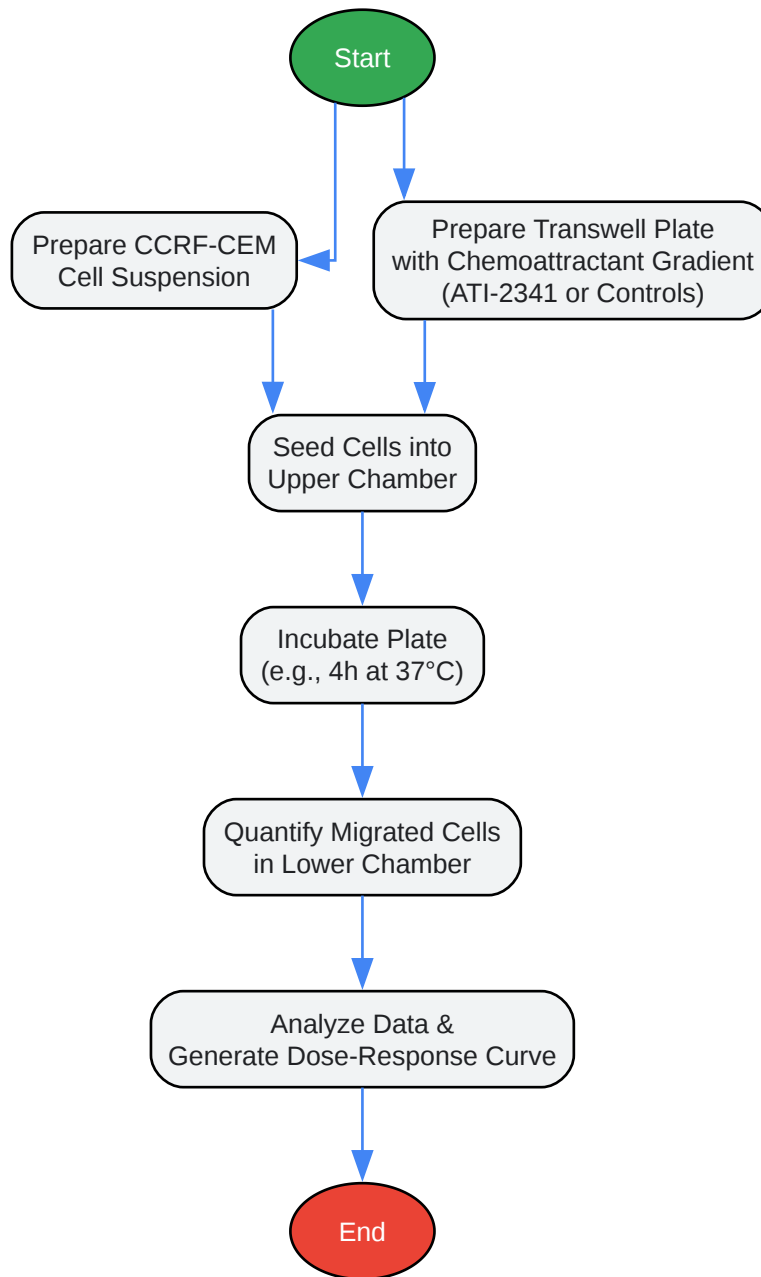 Start
Prepare CCRF-CEM
Cell Suspension
Prepare Transwell Plate
with Chemoattractant Gradient
(ATI-2341 or Controls)
Seed Cells into
Upper Chamber
Incubate Plate
(e.g., 4h at 37°C)
Quantify Migrated Cells
in Lower Chamber
Analyze Data &
Generate Dose-Response Curve
End